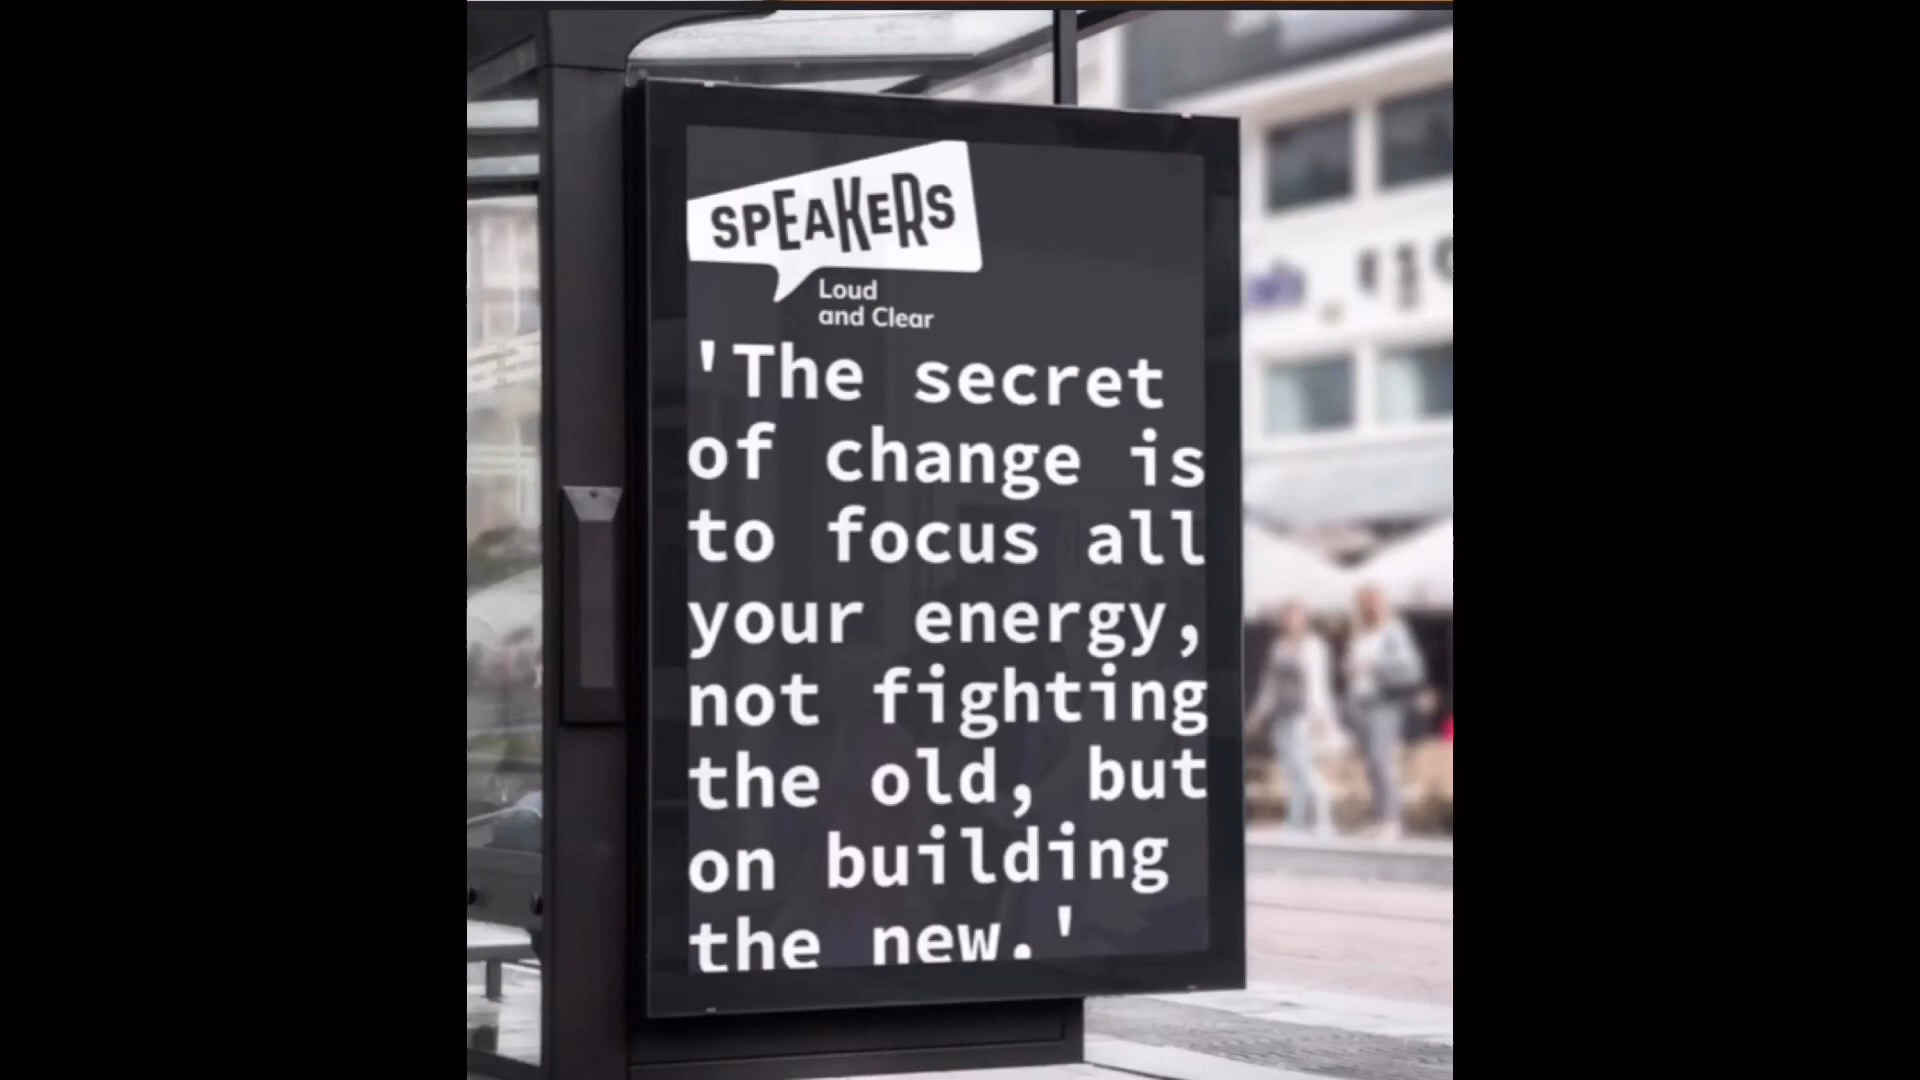 SPEAKERS
Loud
and Clear
'The secret
of change is
to focus all
your energy,
not fighting
the old, but
on building
the new.'